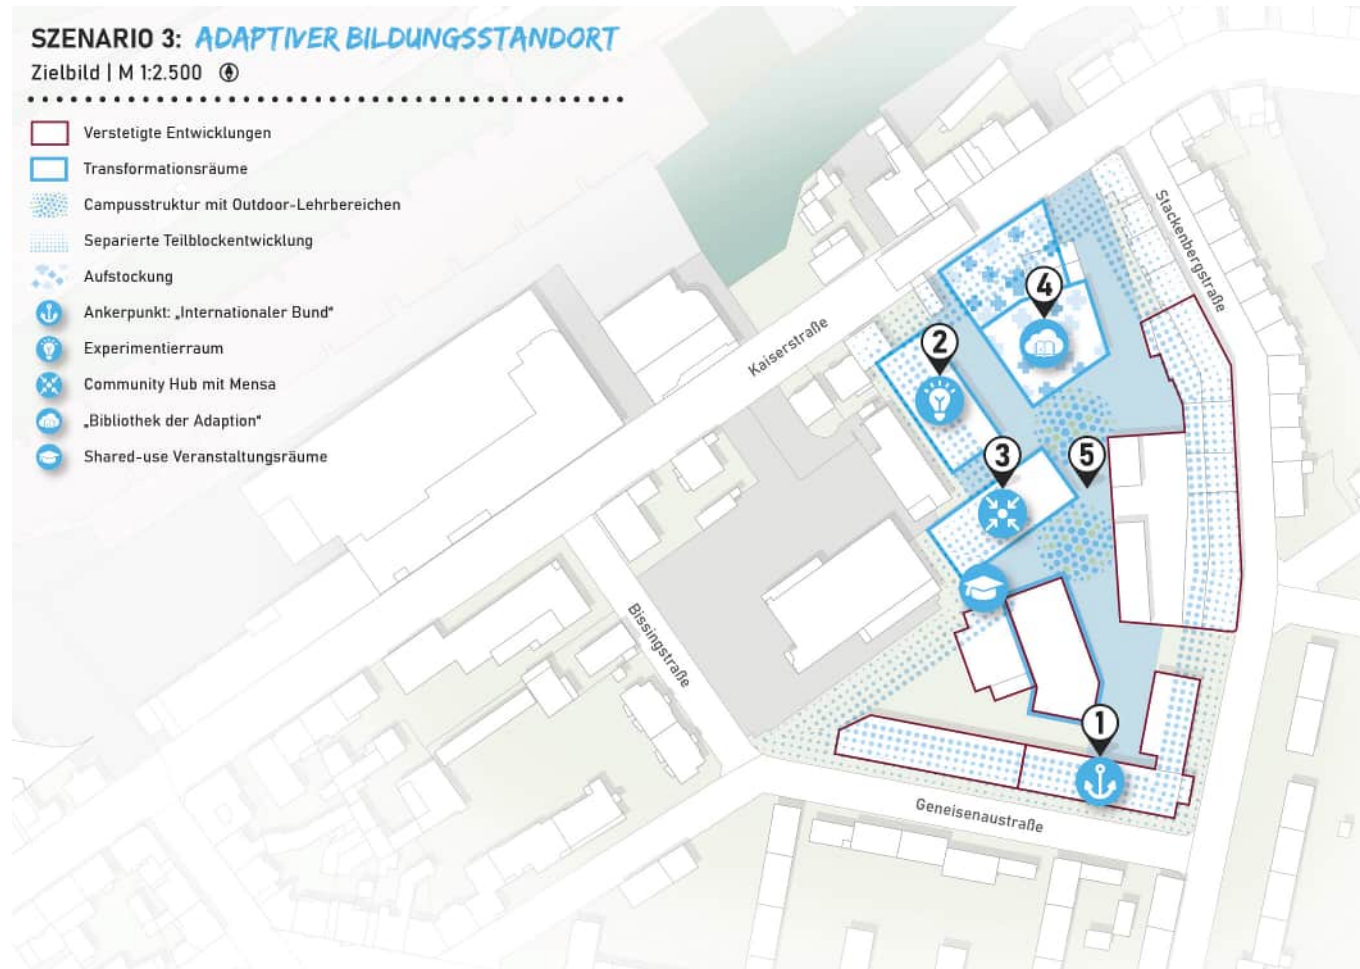 SZENARIO 3: ADAPTIVER BILDUNGSSTANDORT
Zielbild | M 1:2.500
Verstetigte Entwicklungen
Transformationsräume
Campusstruktur mit Outdoor-Lehrbereichen
Separierte Teilblockentwicklung
Aufstockung
Ankerpunkt: „Internationaler Bund"
Experimentierraum
Community Hub mit Mensa
„Bibliothek der Adaption"
Shared-use Veranstaltungsräume
Stackenbergstraße
4
Kaiserstraße
2
3
5
Bissingstraße
1
Geneisenaustraße